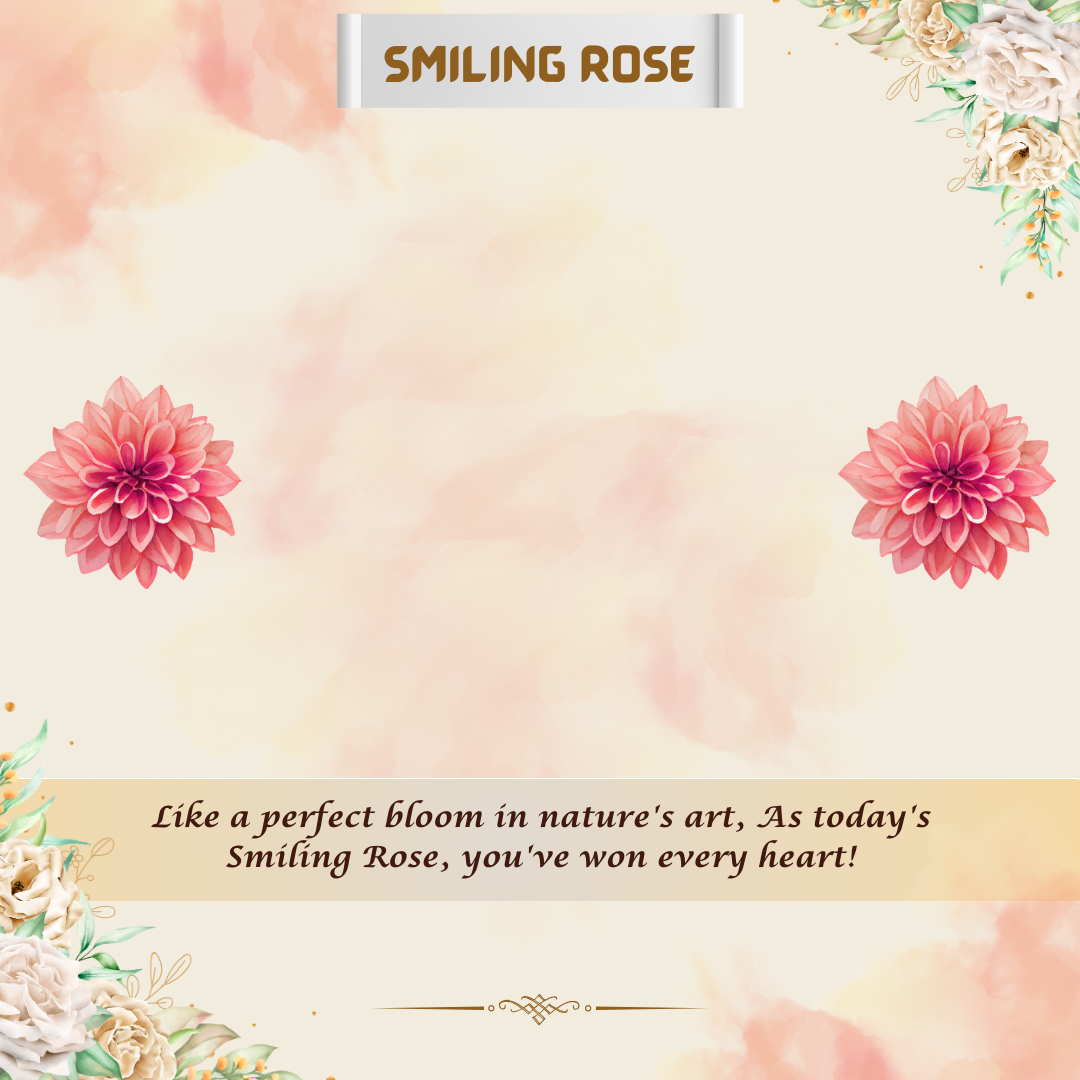 SMILING ROSE
Like a perfect bloom in nature's art, As today's
Smiling Rose, you've won every heart!